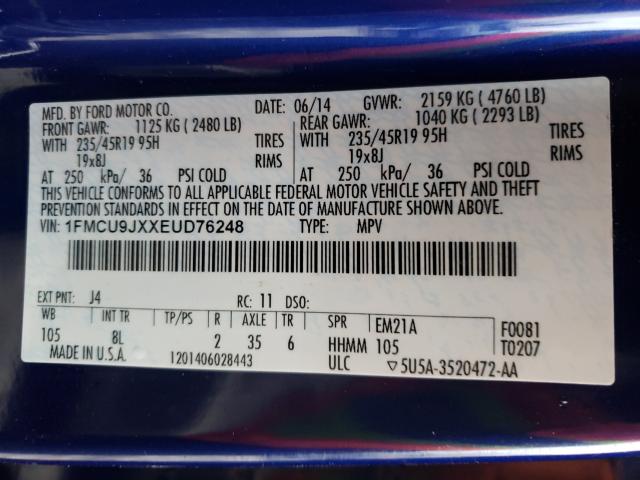 MFD. BY FORD MOTOR CO. DATE: 06/14 GVWR: 2159 KG ( 4760 LB)
FRONT GAWR: 1125 KG ( 2480 LB) REAR GAWR: 1040 KG ( 2293 LB)
WITH 235/45R19 95H TIRES WITH 235/45R19 95H TIRES
19x8J RIMS 19x8J RIMS
AT 250 kPa/ 36 PSI COLD AT 250 kPa/ 36 PSI COLD
THIS VEHICLE CONFORMS TO ALL APPLICABLE FEDERAL MOTOR VEHICLE SAFETY AND THEFT
PREVENTION STANDARDS IN EFFECT ON THE DATE OF MANUFACTURE SHOWN ABOVE.
VIN: 1FMCU9JXXEUD76248 TYPE: MPV
EXT PNT: J4 RC: 11 DSO:
WB INT TR TP/PS R AXLE TR SPR EM21A F0081
105 8L 2 35 6 HHMM 105 T0207
MADE IN U.S.A. 1201406028443 ULC ▽5U5A-3520472-AA